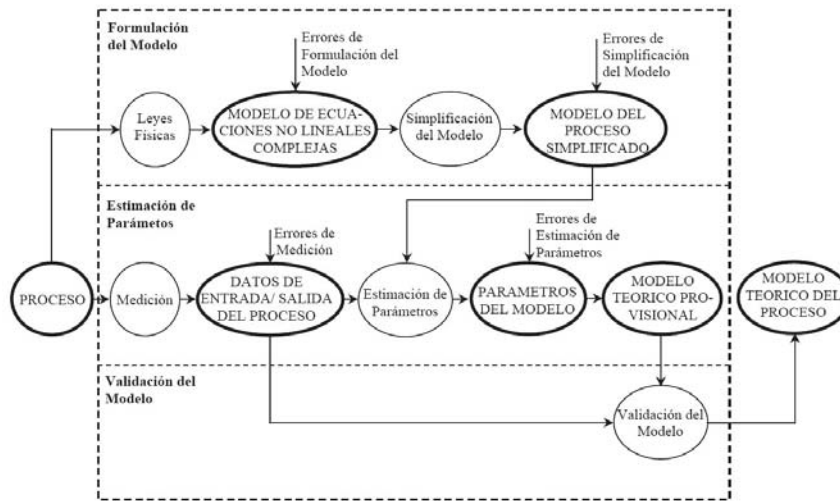 Formulación
del Modelo
Errores de
Formulación del
Modelo
Errores de
Simplificación
del Modelo
Leyes
Físicas
MODELO DE ECUA-
CIONES NO LINEALES
COMPLEJAS
Simplificación
del Modelo
MODELO DEL
PROCESO
SIMPLIFICADO
Estimación de
Parámetos
Errores de
Medición
Errores de
Estimación de
Parámetros
PROCESO
Medición
DATOS DE
ENTRADA/ SALIDA
DEL PROCESO
Estimación de
Parámetros
PARAMETROS
DEL MODELO
MODELO
TEORICO PRO-
VISIONAL
MODELO
TEORICO DEL
PROCESO
Validación del
Modelo
Validación del
Modelo